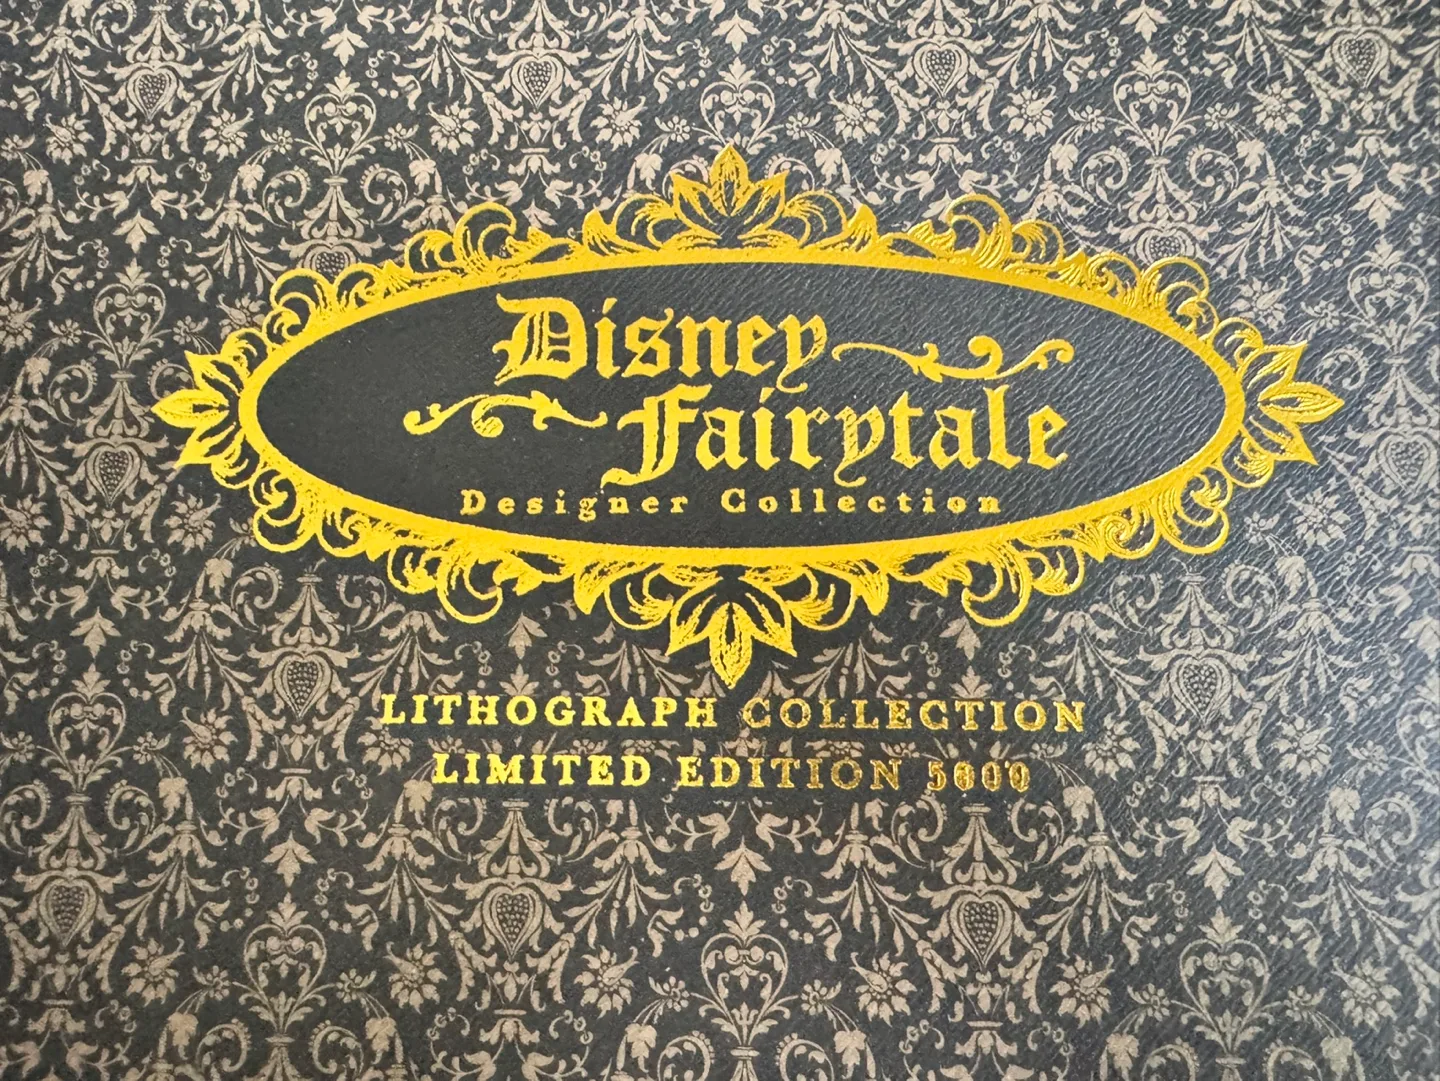 Disney
Fairytale
Designer Collection
LITHOGRAPH COLLECTION
LIMITED EDITION 5000